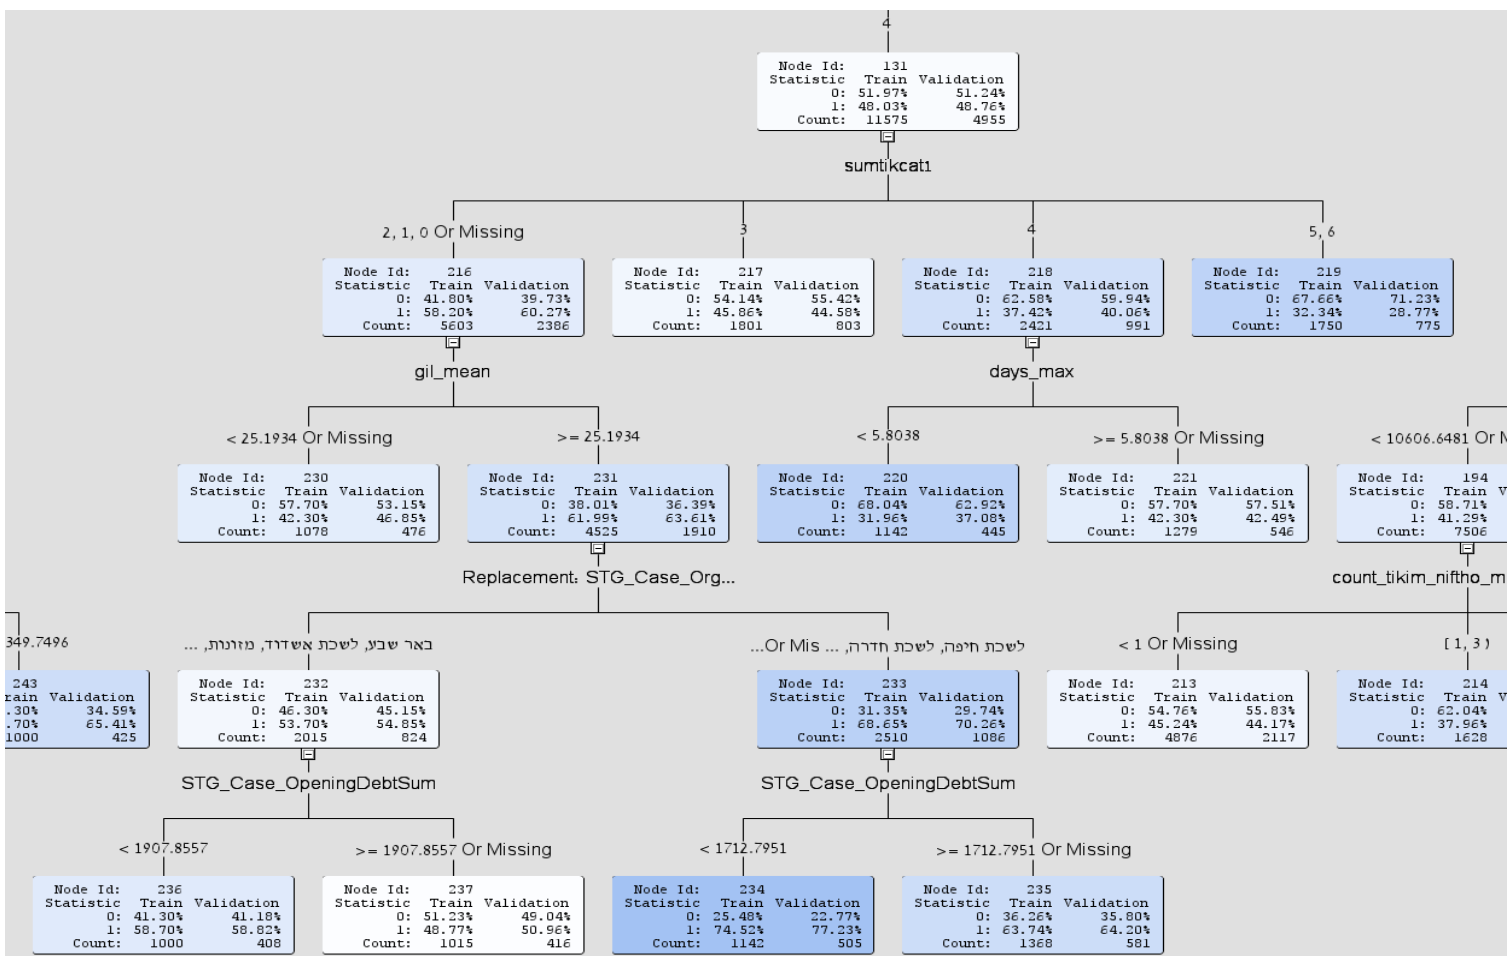 4
Node Id: 131
Statistic Train Validation
0: 51.97% 51.24%
1: 48.03% 48.76%
Count: 11575 4955
sumtikcat1
2, 1, 0 Or Missing
3
4
5, 6
Node Id: 216
Statistic Train Validation
0: 41.80% 39.73%
1: 58.20% 60.27%
Count: 5603 2386
Node Id: 217
Statistic Train Validation
0: 54.14% 55.42%
1: 45.86% 44.58%
Count: 1801 803
Node Id: 218
Statistic Train Validation
0: 62.58% 59.94%
1: 37.42% 40.06%
Count: 2421 991
Node Id: 219
Statistic Train Validation
0: 67.66% 71.23%
1: 32.34% 28.77%
Count: 1750 775
gil_mean
days_max
< 25.1934 Or Missing
>= 25.1934
< 5.8038
>= 5.8038 Or Missing
< 10606.6481 Or
Node Id: 230
Statistic Train Validation
0: 57.70% 53.15%
1: 42.30% 46.85%
Count: 1078 476
Node Id: 231
Statistic Train Validation
0: 38.01% 36.39%
1: 61.99% 63.61%
Count: 4525 1910
Node Id: 220
Statistic Train Validation
0: 68.04% 62.92%
1: 31.96% 37.08%
Count: 1142 445
Node Id: 221
Statistic Train Validation
0: 57.70% 57.51%
1: 42.30% 42.49%
Count: 1279 546
Node Id: 194
Statistic Train
0: 58.71%
1: 41.29%
Count: 7506
Replacement: STG_Case_Org...
count_tikim_niftho_m
349.7496
באר שבע, לשכת אשדוד, מזונות, ...
לשכת חיפה, לשכת חדרה, ... Or Mis...
< 1 Or Missing
[ 1, 3 )
243
rain Validation
.30% 34.59%
.70% 65.41%
1000 425
Node Id: 232
Statistic Train Validation
0: 46.30% 45.15%
1: 53.70% 54.85%
Count: 2015 824
Node Id: 233
Statistic Train Validation
0: 31.35% 29.74%
1: 68.65% 70.26%
Count: 2510 1086
Node Id: 213
Statistic Train Validation
0: 54.76% 55.83%
1: 45.24% 44.17%
Count: 4876 2117
Node Id: 214
Statistic Train
0: 62.04%
1: 37.96%
Count: 1628
STG_Case_OpeningDebtSum
STG_Case_OpeningDebtSum
< 1907.8557
>= 1907.8557 Or Missing
< 1712.7951
>= 1712.7951 Or Missing
Node Id: 236
Statistic Train Validation
0: 41.30% 41.18%
1: 58.70% 58.82%
Count: 1000 408
Node Id: 237
Statistic Train Validation
0: 51.23% 49.04%
1: 48.77% 50.96%
Count: 1015 416
Node Id: 234
Statistic Train Validation
0: 25.48% 22.77%
1: 74.52% 77.23%
Count: 1142 505
Node Id: 235
Statistic Train Validation
0: 36.26% 35.80%
1: 63.74% 64.20%
Count: 1368 581